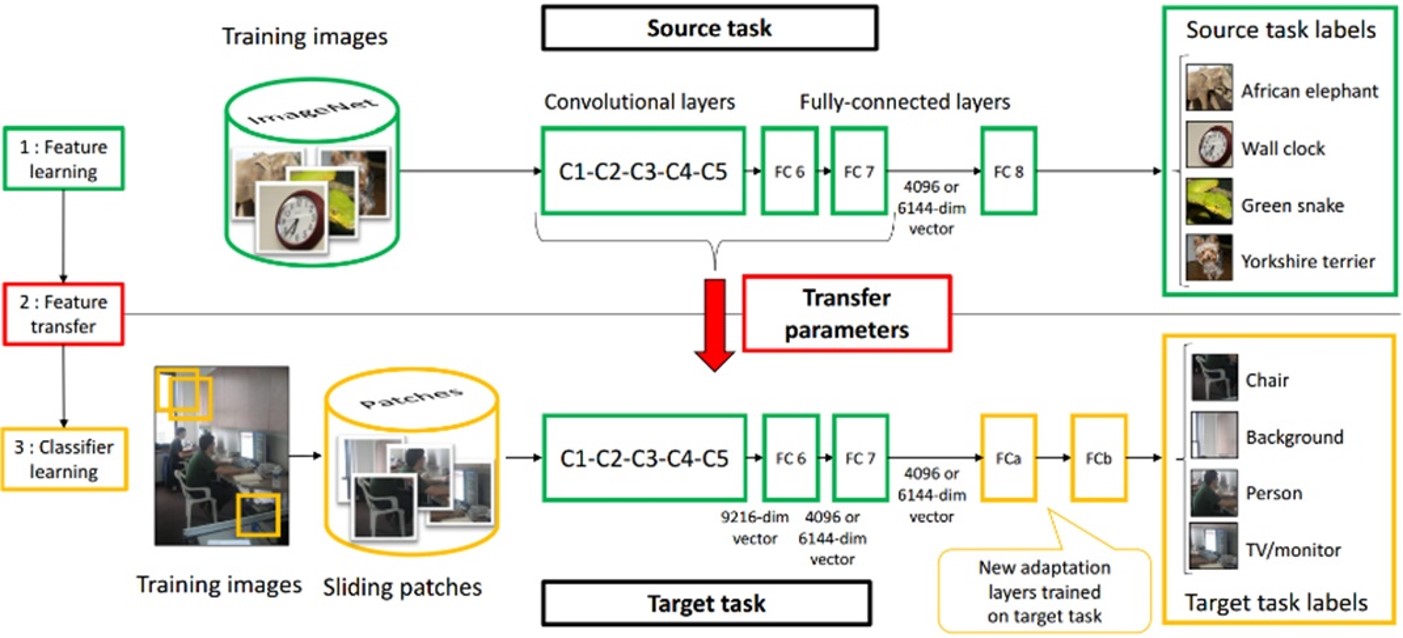 Training images
Source task
Source task labels
ImageNet
Convolutional layers
Fully-connected layers
African elephant
1 : Feature
learning
C1-C2-C3-C4-C5
FC 6
FC 7
4096 or
6144-dim
vector
FC 8
Wall clock
Green snake
Yorkshire terrier
2 : Feature
transfer
Transfer
parameters
Patches
Chair
3 : Classifier
learning
C1-C2-C3-C4-C5
FC 6
FC 7
4096 or
6144-dim
vector
FCa
FCb
Background
Person
9216-dim
vector
4096 or
6144-dim
vector
TV/monitor
New adaptation
layers trained
on target task
Training images
Sliding patches
Target task
Target task labels